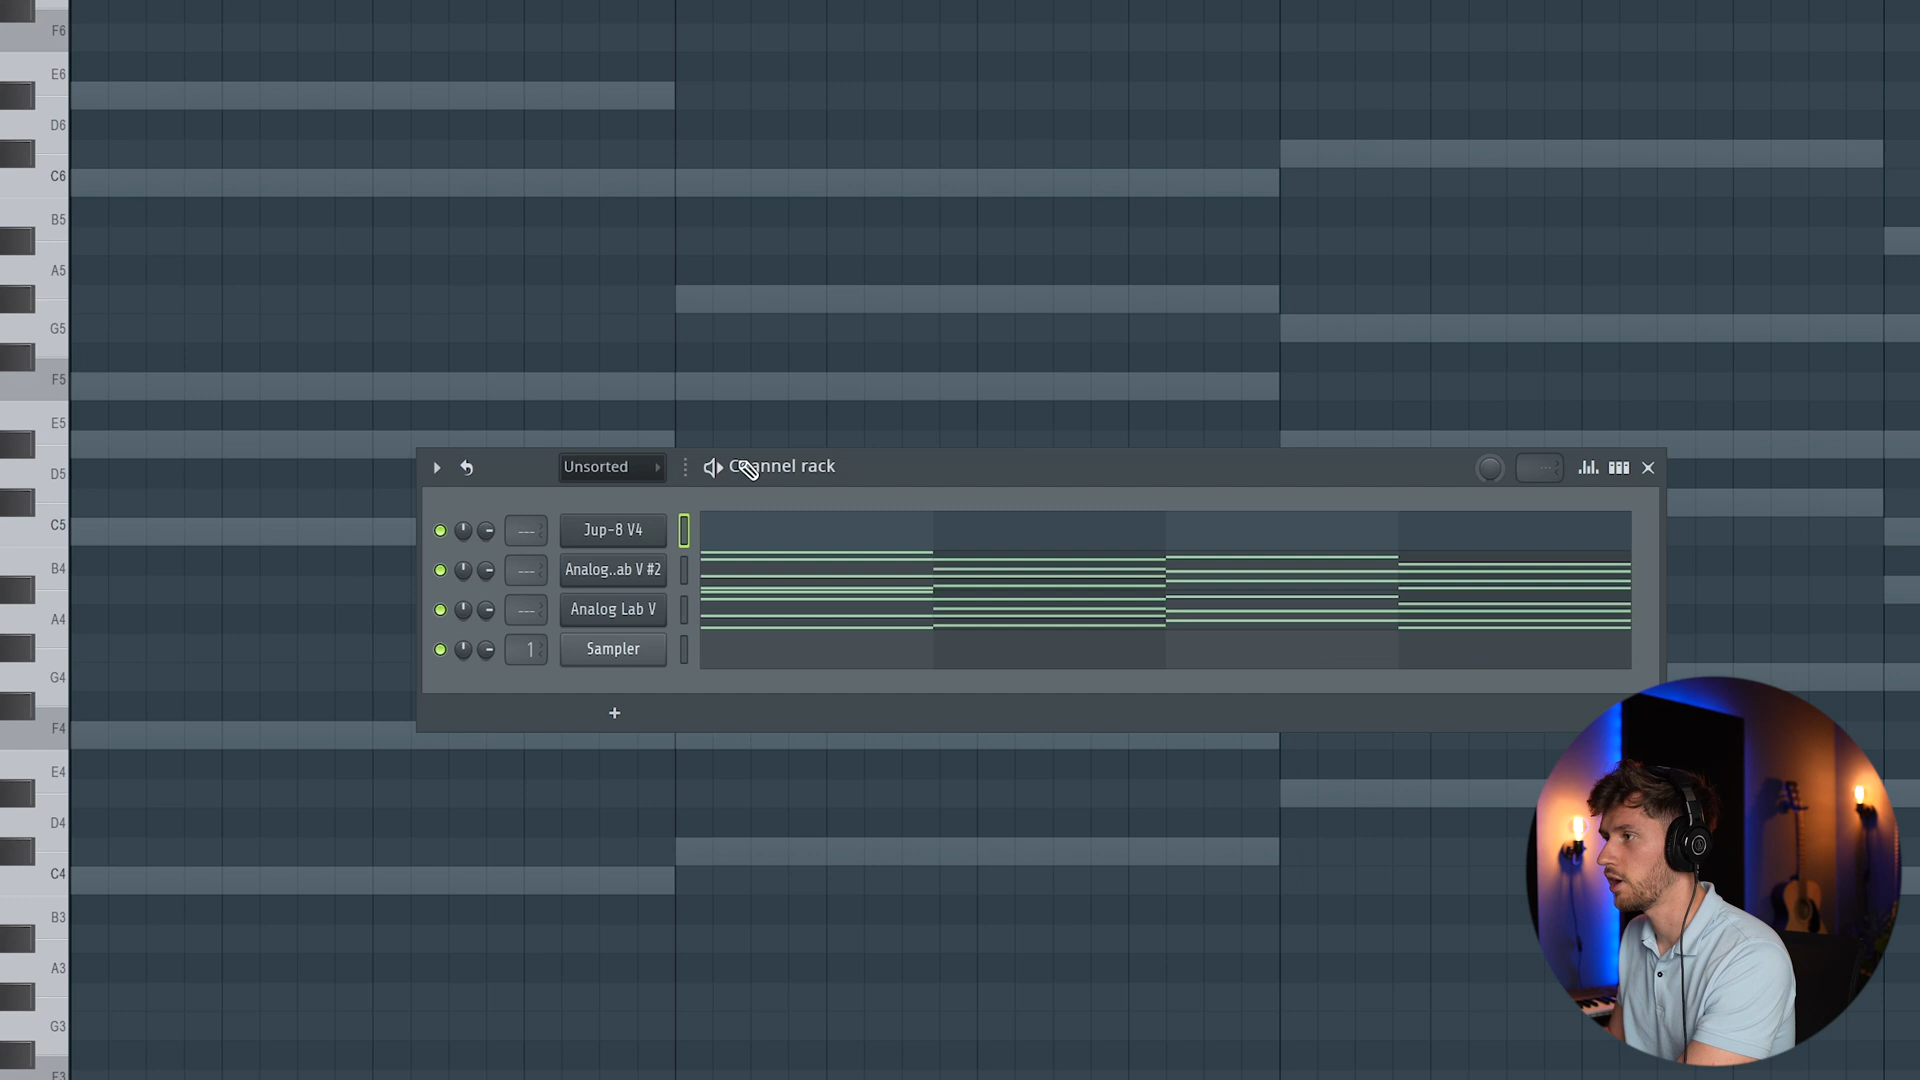 F6
E6
D6
C6
B5
A5
G5
F5
E5
D5
C5
B4
A4
G4
F4
E4
D4
C4
B3
A3
G3
F3
Unsorted
Channel rack
Jup-8 V4
Analog..ab V #2
Analog Lab V
1 Sampler
+